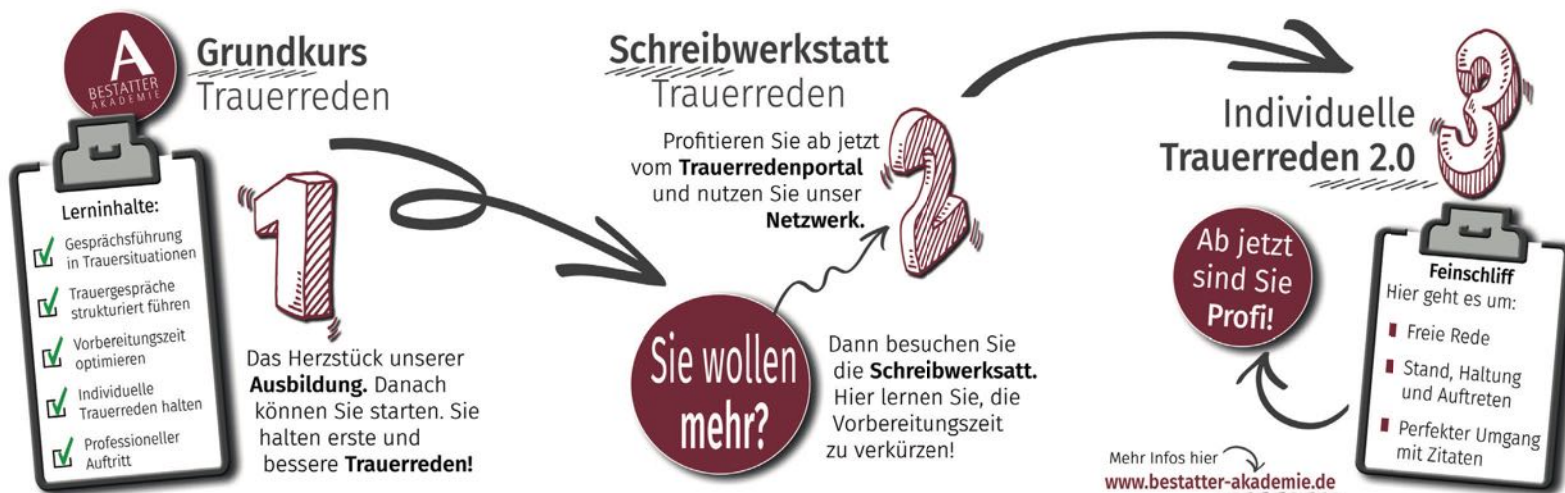 A
BESTATTER
AKADEMIE
Grundkurs
Trauerreden
Lerninhalte:
Gesprächsführung
in Trauersituationen
Trauergespräche
strukturiert führen
Vorbereitungszeit
optimieren
Individuelle
Trauerreden halten
Professioneller
Auftritt
1
Das Herzstück unserer
Ausbildung. Danach
können Sie starten. Sie
halten erste und
bessere Trauerreden!
Schreibwerkstatt
Trauerreden
Profitieren Sie ab jetzt
vom Trauerredenportal
und nutzen Sie unser
Netzwerk.
2
Sie wollen
mehr?
Dann besuchen Sie
die Schreibwerksatt.
Hier lernen Sie, die
Vorbereitungszeit
zu verkürzen!
Individuelle
Trauerreden 2.0
3
Ab jetzt
sind Sie
Profi!
Feinschliff
Hier geht es um:
Freie Rede
Stand, Haltung
und Auftreten
Perfekter Umgang
mit Zitaten
Mehr Infos hier
www.bestatter-akademie.de